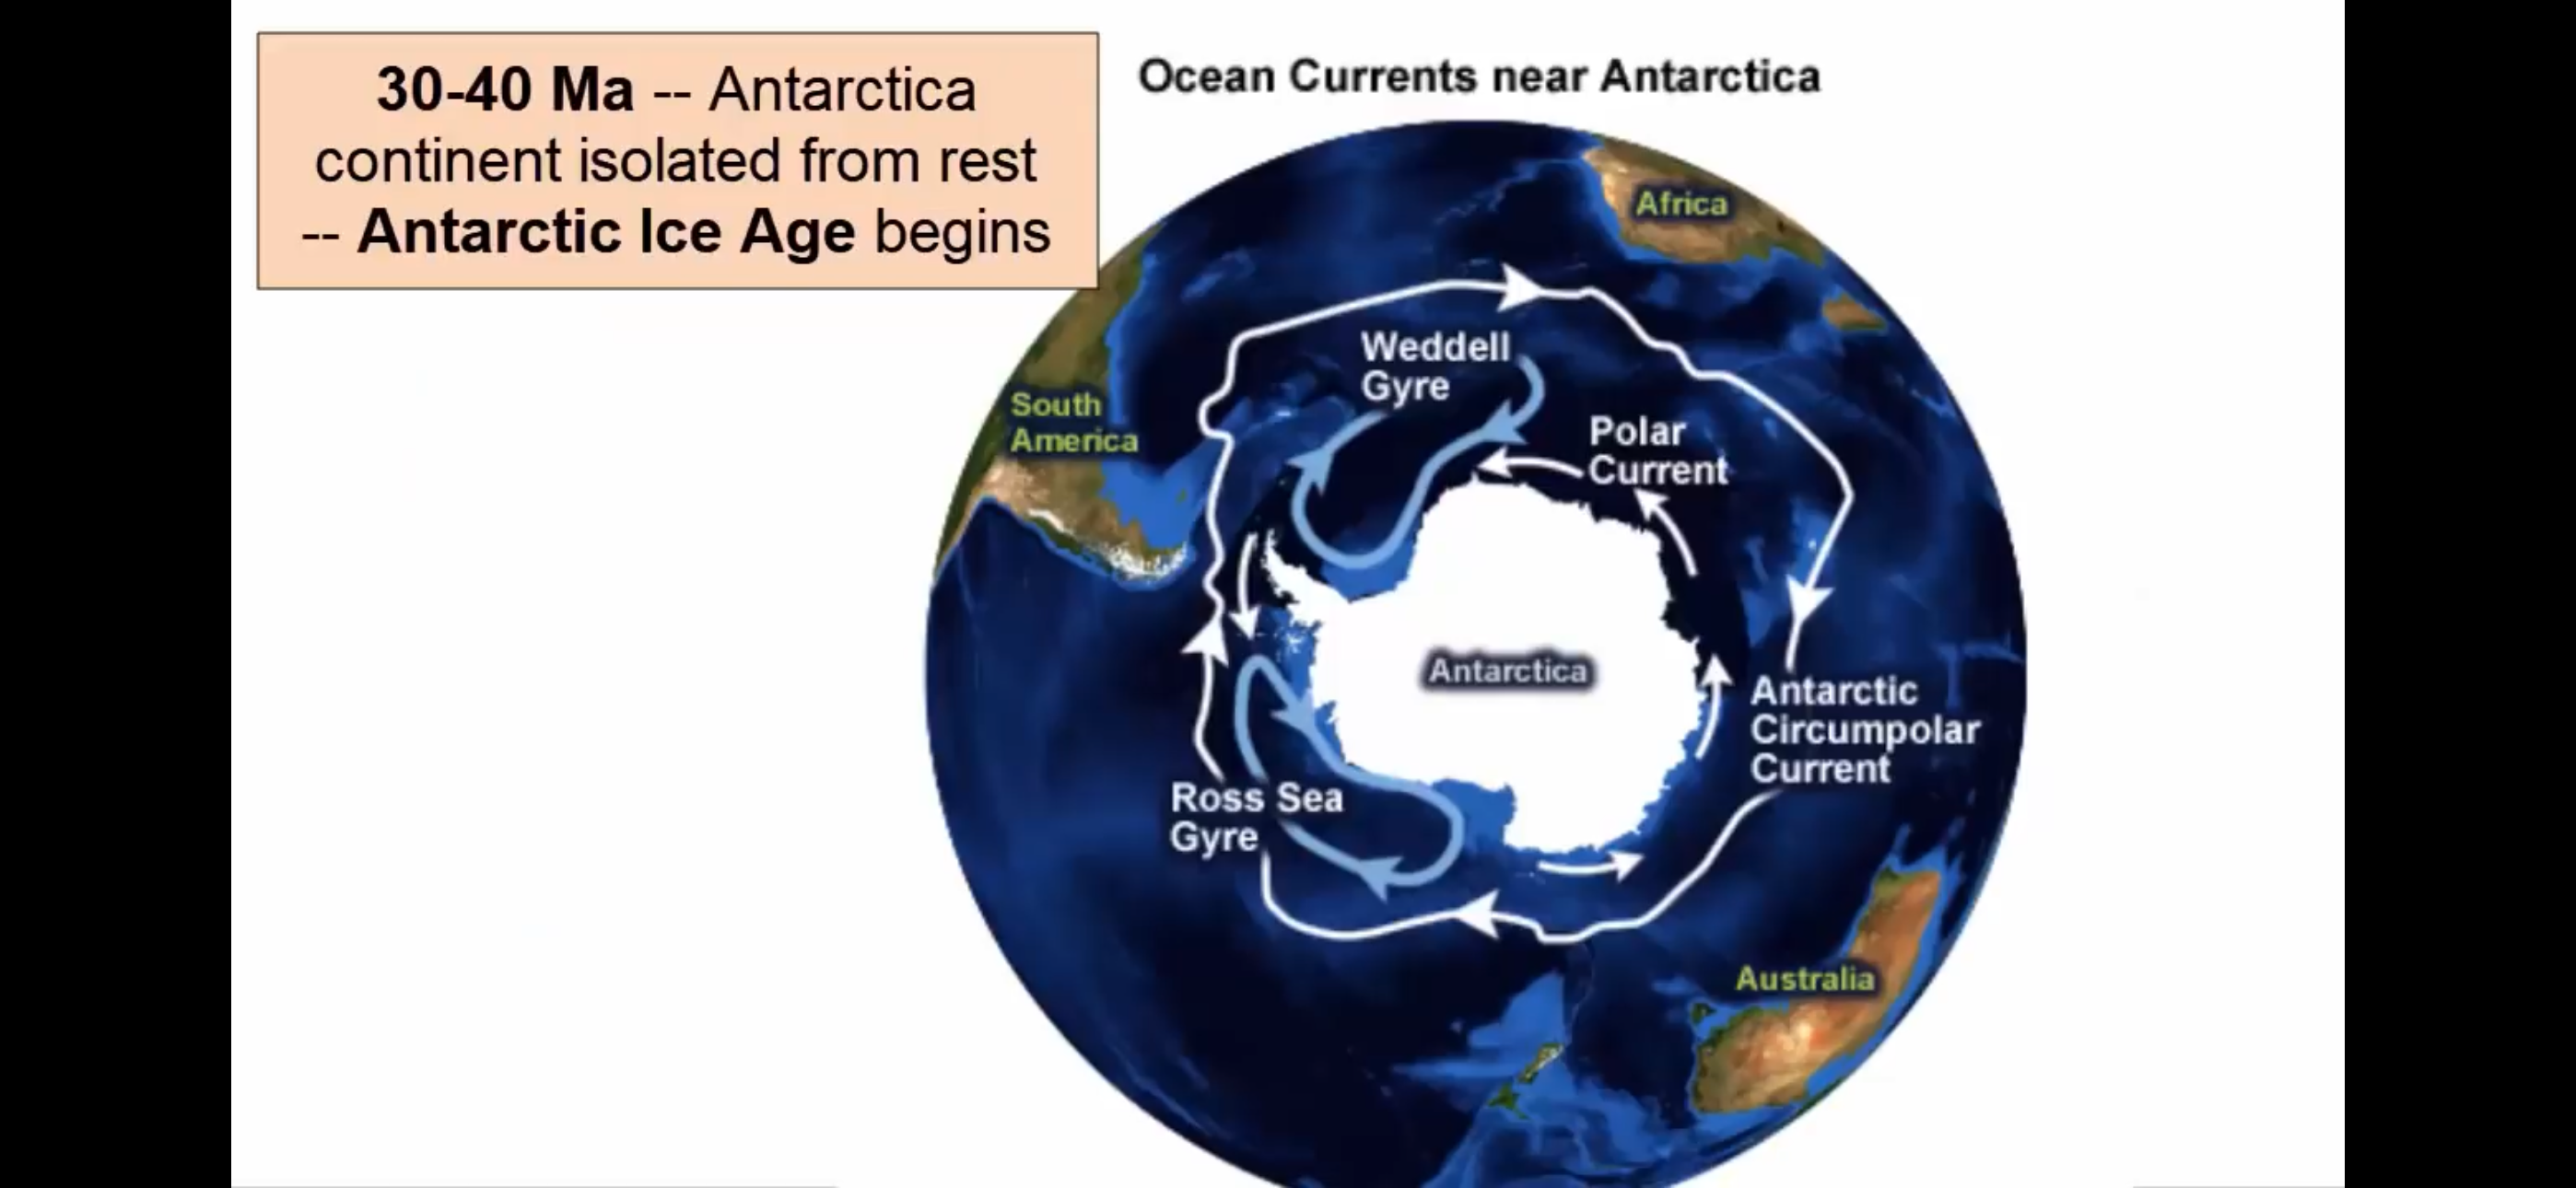 30-40 Ma -- Antarctica
continent isolated from rest
-- Antarctic Ice Age begins
Ocean Currents near Antarctica
Africa
Weddell
Gyre
South
America
Polar
Current
Antarctica
Antarctic
Circumpolar
Current
Ross Sea
Gyre
Australia